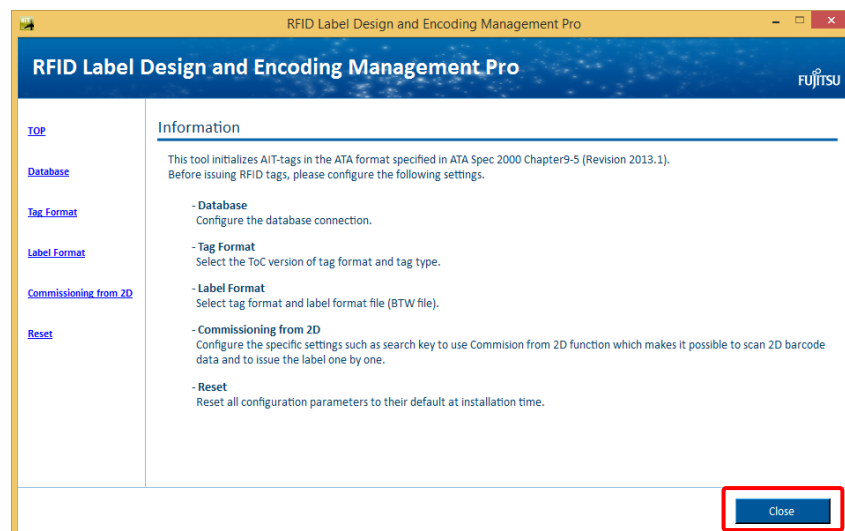 RFID Label Design and Encoding Management Pro
RFID Label Design and Encoding Management Pro
FUJITSU
TOP
Database
Tag Format
Label Format
Commissioning from 2D
Reset
Information
This tool initializes AIT-tags in the ATA format specified in ATA Spec 2000 Chapter9-5 (Revision 2013.1).
Before issuing RFID tags, please configure the following settings.
- Database
Configure the database connection.
- Tag Format
Select the ToC version of tag format and tag type.
- Label Format
Select tag format and label format file (BTW file).
- Commissioning from 2D
Configure the specific settings such as search key to use Commision from 2D function which makes it possible to scan 2D barcode
data and to issue the label one by one.
- Reset
Reset all configuration parameters to their default at installation time.
Close